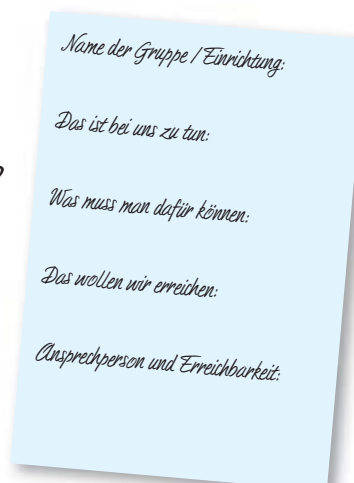 Name der Gruppe / Einrichtung:
Das ist bei uns zu tun:
Was muss man dafür können:
Das wollen wir erreichen:
Ansprechperson und Erreichbarkeit: